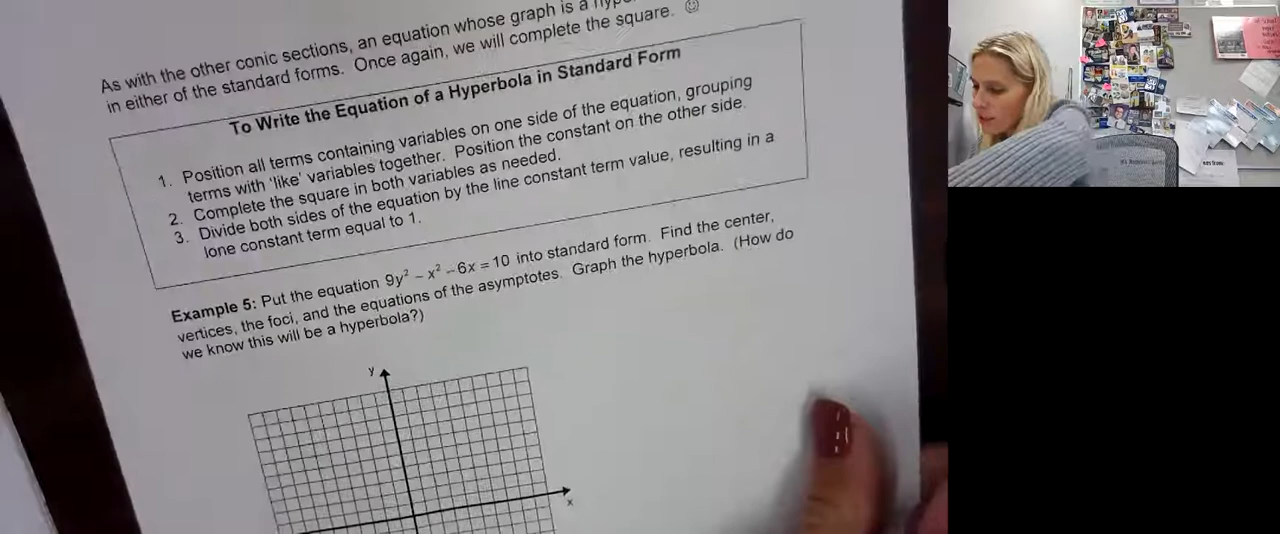 As with the other conic sections, an equation whose graph is a
in either of the standard forms. Once again, we will complete the square. ☺
To Write the Equation of a Hyperbola in Standard Form
1. Position all terms containing variables on one side of the equation, grouping
terms with 'like' variables together. Position the constant on the other side.
2. Complete the square in both variables as needed.
3. Divide both sides of the equation by the line constant term value, resulting in a
lone constant term equal to 1.
Example 5: Put the equation 9y² − x² − 6x = 10 into standard form. Find the center,
vertices, the foci, and the equations of the asymptotes. Graph the hyperbola. (How do
we know this will be a hyperbola?)
y
x